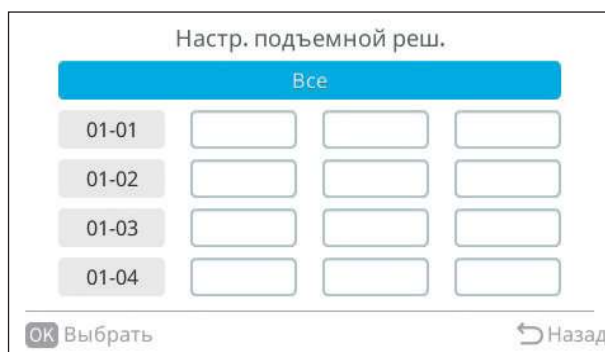 Настр. подъемной реш.
Все
01-01
01-02
01-03
01-04
OK Выбрать
Назад